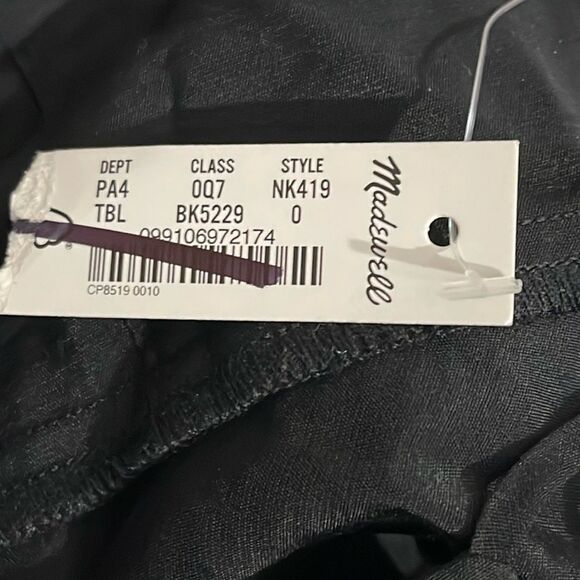 DEPT CLASS STYLE
PA4 0Q7 NK419
TBL BK5229 0
099106972174
CP8519 0010
Madewell